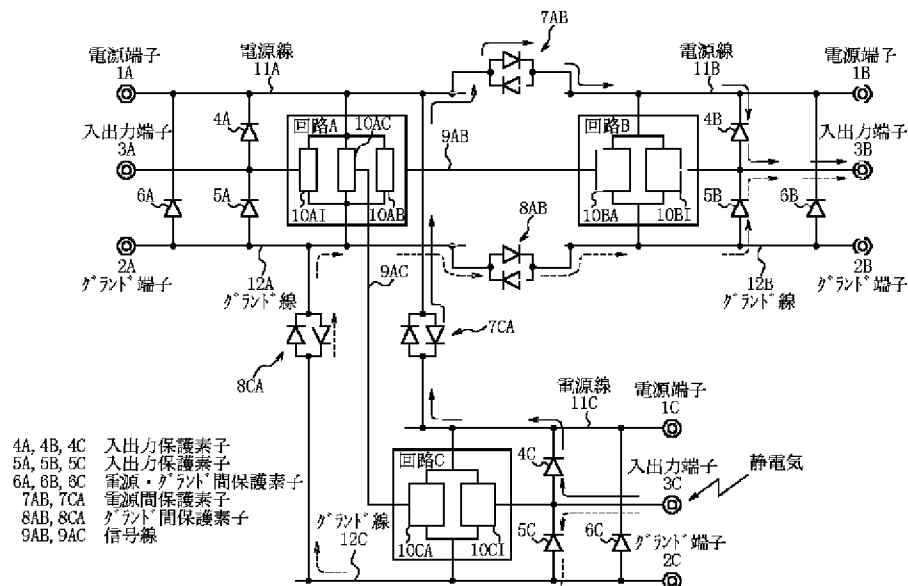 7AB
電源端子
1A
電源線
11A
電源線
11B
電源端子
1B
入出力端子
3A
4A
回路A
10AC
9AB
回路B
4B
入出力端子
3B
6A
5A
10AI
10AB
8AB
10BA
10BI
5B
6B
2A
グランド端子
12A
グランド線
9AC
12B
グランド線
2B
グランド端子
8CA
7CA
電源線
11C
電源端子
1C
4A, 4B, 4C 入出力保護素子
5A, 5B, 5C 入出力保護素子
6A, 6B, 6C 電源・グランド間保護素子
7AB, 7CA 電源間保護素子
8AB, 8CA グランド間保護素子
9AB, 9AC 信号線
回路C
4C
入出力端子
3C
静電気
グランド線
12C
10CA
10CI
5C
6C
グランド端子
2C